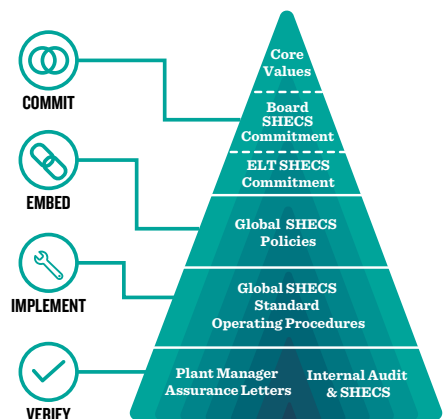 Core
Values
COMMIT
Board
SHECS
Commitment
ELT SHECS
Commitment
EMBED
Global SHECS
Policies
IMPLEMENT
Global SHECS
Standard
Operating Procedures
VERIFY
Plant Manager
Assurance Letters
Internal Audit
& SHECS